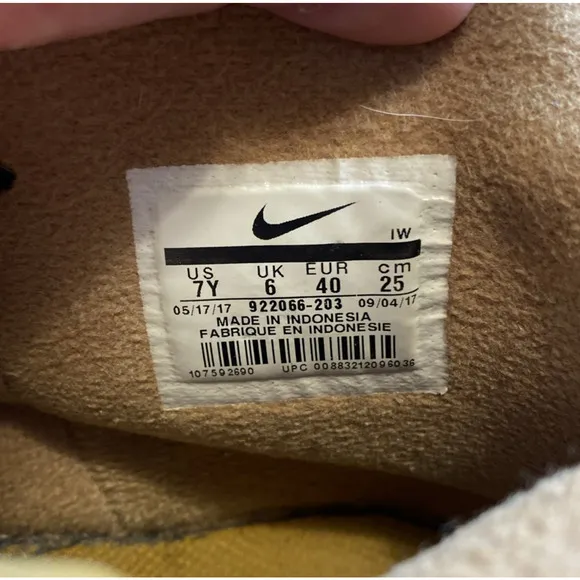 IW
US UK EUR cm
7Y 6 40 25
05/17/17 922066-203 09/04/17
MADE IN INDONESIA
FABRIQUE EN INDONESIE
107592690 UPC 00883212096036